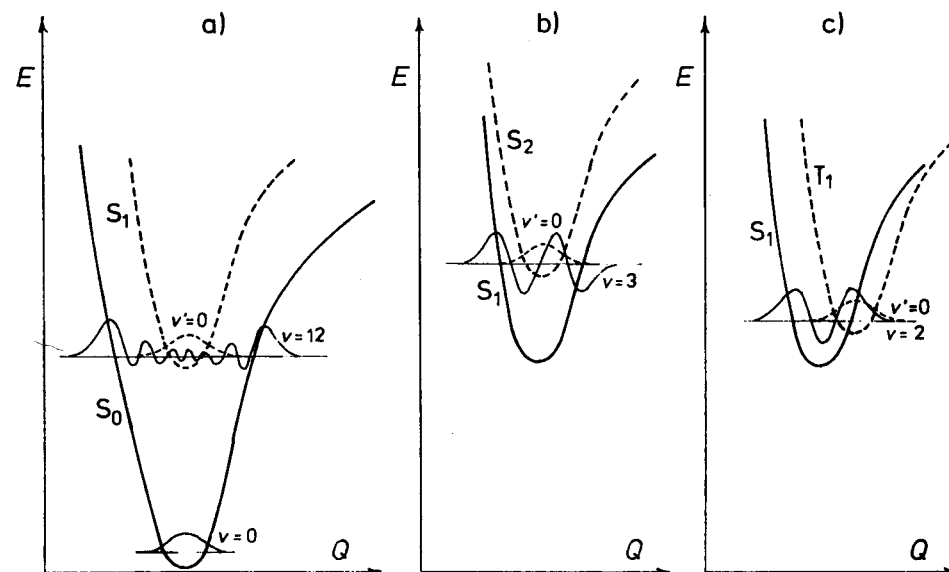 a)
E
S₁
v'=0
v=12
S₀
v=0
Q
b)
E
S₂
v'=0
S₁
v=3
Q
c)
E
T₁
S₁
v'=0
v=2
Q